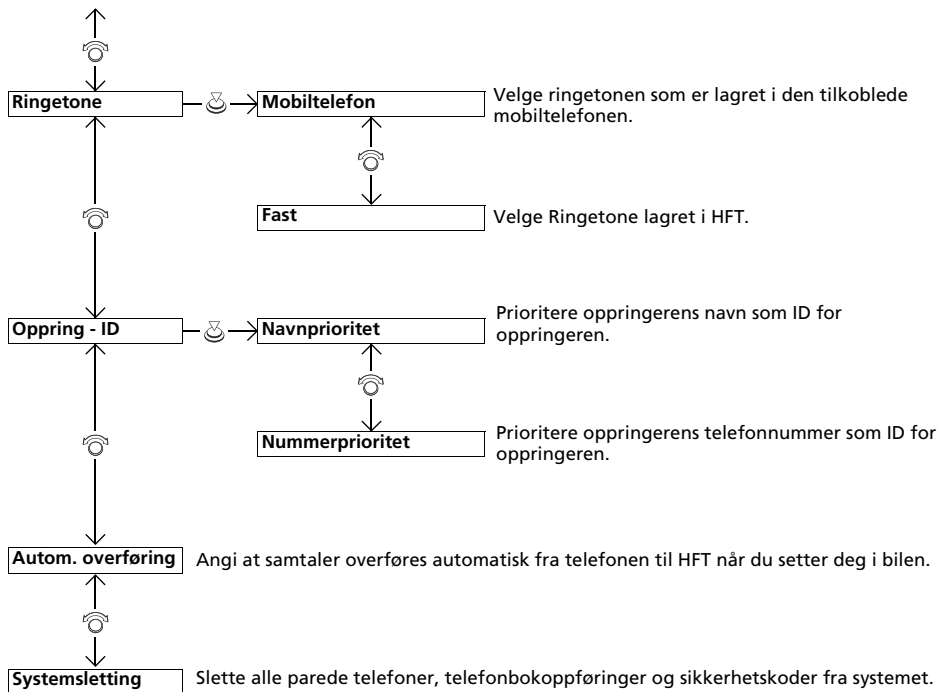 Ringetone
Mobiltelefon
Velge ringetonen som er lagret i den tilkoblede
mobiltelefonen.
Fast
Velge Ringetone lagret i HFT.
Oppring - ID
Navnprioritet
Prioritere oppringerens navn som ID for
oppringeren.
Nummerprioritet
Prioritere oppringerens telefonnummer som ID for
oppringeren.
Autom. overføring
Angi at samtaler overføres automatisk fra telefonen til HFT når du setter deg i bilen.
Systemsletting
Slette alle parede telefoner, telefonbokoppføringer og sikkerhetskoder fra systemet.